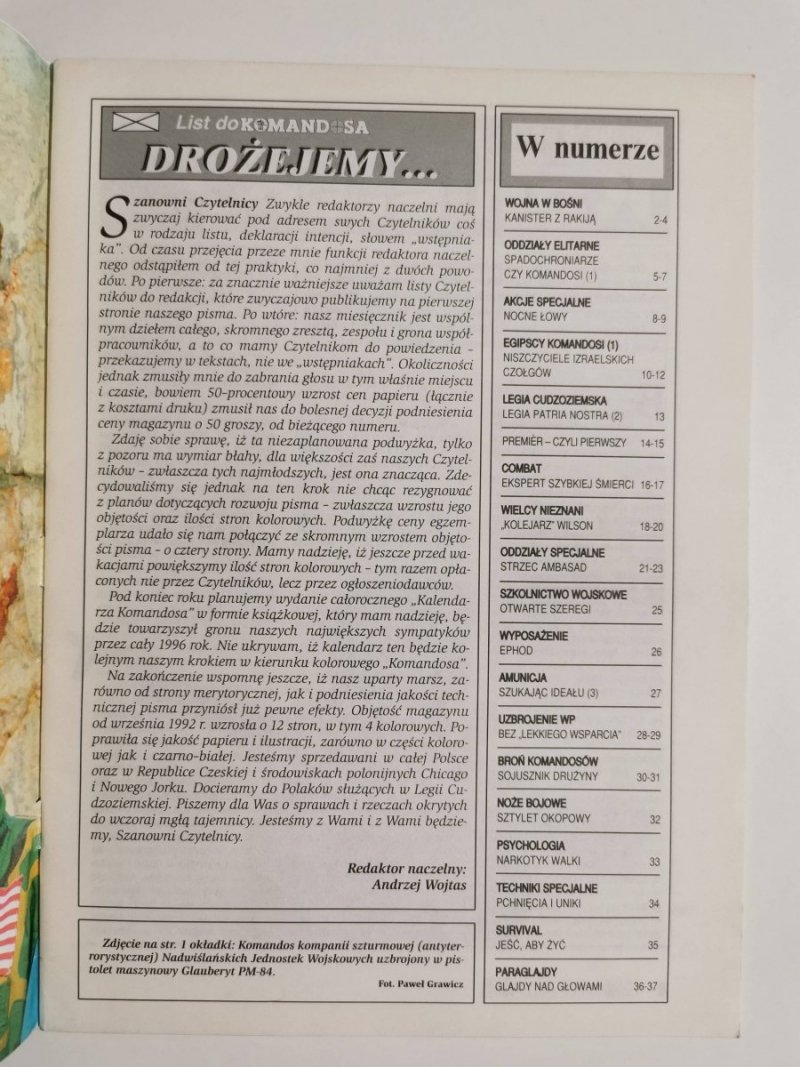 List do KOMANDOSA
DROŻEJEMY...
Szanowni Czytelnicy Zwykle redaktorzy naczelni mają
zwyczaj kierować pod adresem swych Czytelników coś
w rodzaju listu, deklaracji intencji, słowem „wstępnia-
ka”. Od czasu przejęcia przeze mnie funkcji redaktora naczel-
nego odstąpiłem od tej praktyki, co najmniej z dwóch powo-
dów. Po pierwsze: za znacznie ważniejsze uważam listy Czytel-
ników do redakcji, które zwyczajowo publikujemy na pierwszej
stronie naszego pisma. Po wtóre: nasz miesięcznik jest wspól-
nym dziełem całego, skromnego zresztą, zespołu i grona współ-
pracowników, a to co mamy Czytelnikom do powiedzenia -
przekazujemy w tekstach, nie we „wstępniakach”. Okoliczności
jednak zmusiły mnie do zabrania głosu w tym właśnie miejscu
i czasie, bowiem 50-procentowy wzrost cen papieru (łącznie
z kosztami druku) zmusił nas do bolesnej decyzji podniesienia
ceny magazynu o 50 groszy, od bieżącego numeru.
Zdaję sobie sprawę, iż ta niezaplanowana podwyżka, tylko
z pozoru ma wymiar błahy, dla większości zaś naszych Czytel-
ników - zwłaszcza tych najmłodszych, jest ona znacząca. Zde-
cydowaliśmy się jednak na ten krok nie chcąc rezygnować
z planów dotyczących rozwoju pisma - zwłaszcza wzrostu jego
objętości oraz ilości stron kolorowych. Podwyżkę ceny egzem-
plarza udało się nam połączyć ze skromnym wzrostem objęto-
ści pisma - o cztery strony. Mamy nadzieję, iż jeszcze przed wa-
kacjami powiększymy ilość stron kolorowych - tym razem opła-
conych nie przez Czytelników, lecz przez ogłoszeniodawców.
Pod koniec roku planujemy wydanie całorocznego „Kalenda-
rza Komandosa” w formie książkowej, który mam nadzieję, bę-
dzie towarzyszył gronu naszych największych sympatyków
przez cały 1996 rok. Nie ukrywam, iż kalendarz ten będzie ko-
lejnym naszym krokiem w kierunku kolorowego „Komandosa”.
Na zakończenie wspomnę jeszcze, iż nasz uparty marsz, za-
równo od strony merytorycznej, jak i podniesienia jakości tech-
nicznej pisma przyniósł już pewne efekty. Objętość magazynu
od września 1992 r. wzrosła o 12 stron, w tym 4 kolorowych. Po-
prawiła się jakość papieru i ilustracji, zarówno w części koloro-
wej jak i czarno-białej. Jesteśmy sprzedawani w całej Polsce
oraz w Republice Czeskiej i środowiskach polonijnych Chicago
i Nowego Jorku. Docieramy do Polaków służących w Legii Cu-
dzoziemskiej. Piszemy dla Was o sprawach i rzeczach okrytych
do wczoraj mgłą tajemnicy. Jesteśmy z Wami i z Wami będzie-
my, Szanowni Czytelnicy.
Redaktor naczelny:
Andrzej Wojtas
Zdjęcie na str. 1 okładki: Komandos kompanii szturmowej (antyter-
rorystycznej) Nadwiślańskich Jednostek Wojskowych uzbrojony w pis-
tolet maszynowy Glauberyt PM-84.
Fot. Paweł Grawicz
W numerze
WOJNA W BOŚNI
KANISTER Z RAKIJĄ 2-4
ODDZIAŁY ELITARNE
SPADOCHRONIARZE
CZY KOMANDOSI (1) 5-7
AKCJE SPECJALNE
NOCNE ŁOWY 8-9
EGIPSCY KOMANDOSI (1)
NISZCZYCIELE IZRAELSKICH
CZOŁGÓW 10-12
LEGIA CUDZOZIEMSKA
LEGIA PATRIA NOSTRA (2) 13
PREMIÈR – CZYLI PIERWSZY 14-15
COMBAT
EKSPERT SZYBKIEJ ŚMIERCI 16-17
WIELCY NIEZNANI
„KOLEJARZ” WILSON 18-20
ODDZIAŁY SPECJALNE
STRZEC AMBASAD 21-23
SZKOLNICTWO WOJSKOWE
OTWARTE SZEREGI 25
WYPOSAŻENIE
EPHOD 26
AMUNICJA
SZUKAJĄC IDEAŁU (3) 27
UZBROJENIE WP
BEZ „LEKKIEGO WSPARCIA” 28-29
BROŃ KOMANDOSÓW
SOJUSZNIK DRUŻYNY 30-31
NOŻE BOJOWE
SZTYLET OKOPOWY 32
PSYCHOLOGIA
NARKOTYK WALKI 33
TECHNIKI SPECJALNE
PCHNIĘCIA I UNIKI 34
SURVIVAL
JEŚĆ, ABY ŻYĆ 35
PARAGLAJDY
GLAJDY NAD GŁOWAMI 36-37